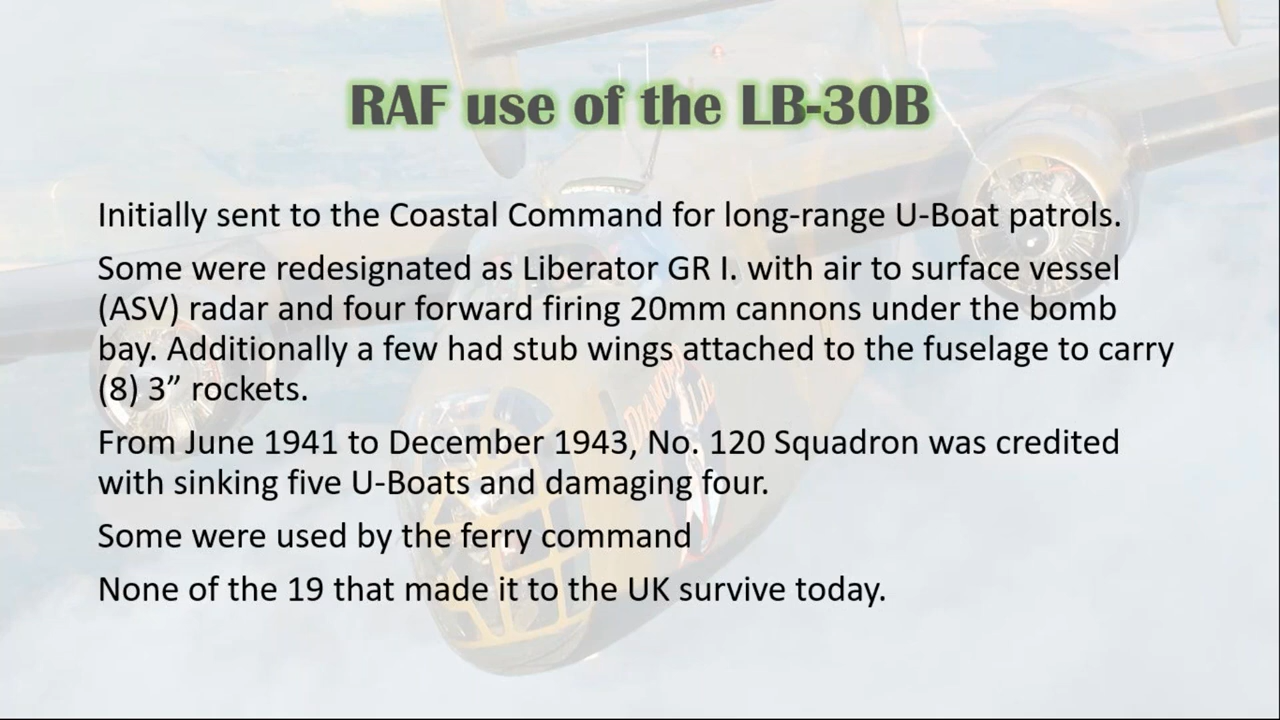 RAF use of the LB-30B
Initially sent to the Coastal Command for long-range U-Boat patrols.
Some were redesignated as Liberator GR I. with air to surface vessel
(ASV) radar and four forward firing 20mm cannons under the bomb
bay. Additionally a few had stub wings attached to the fuselage to carry
(8) 3” rockets.
From June 1941 to December 1943, No. 120 Squadron was credited
with sinking five U-Boats and damaging four.
Some were used by the ferry command
None of the 19 that made it to the UK survive today.
DIAMOND
Lil